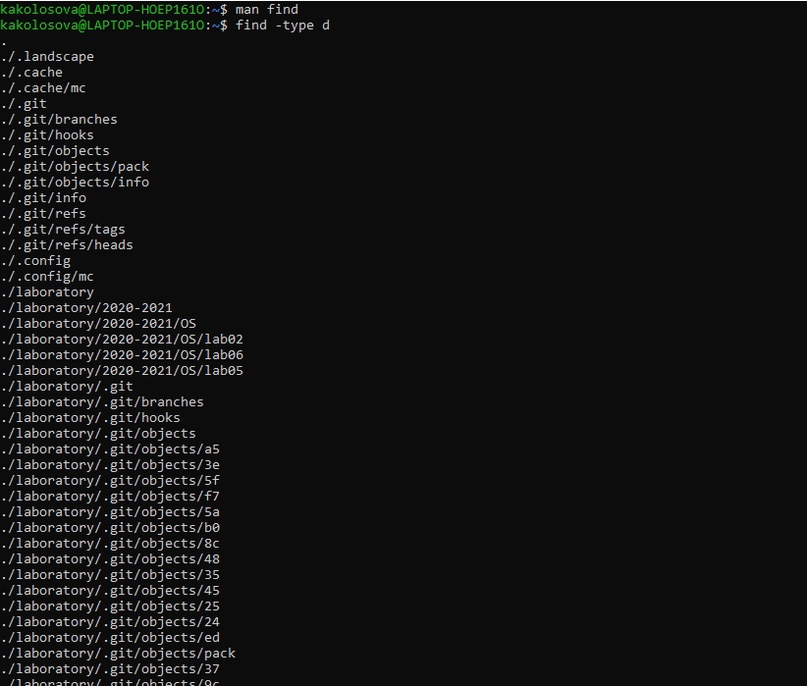 kakolosova@LAPTOP-HOEP1610:~$ man find
kakolosova@LAPTOP-HOEP1610:~$ find -type d
.
./.landscape
./.cache
./.cache/mc
./.git
./.git/branches
./.git/hooks
./.git/objects
./.git/objects/pack
./.git/objects/info
./.git/info
./.git/refs
./.git/refs/tags
./.git/refs/heads
./.config
./.config/mc
./laboratory
./laboratory/2020-2021
./laboratory/2020-2021/OS
./laboratory/2020-2021/OS/lab02
./laboratory/2020-2021/OS/lab06
./laboratory/2020-2021/OS/lab05
./laboratory/.git
./laboratory/.git/branches
./laboratory/.git/hooks
./laboratory/.git/objects
./laboratory/.git/objects/a5
./laboratory/.git/objects/3e
./laboratory/.git/objects/5f
./laboratory/.git/objects/f7
./laboratory/.git/objects/5a
./laboratory/.git/objects/b0
./laboratory/.git/objects/8c
./laboratory/.git/objects/48
./laboratory/.git/objects/35
./laboratory/.git/objects/45
./laboratory/.git/objects/25
./laboratory/.git/objects/24
./laboratory/.git/objects/ed
./laboratory/.git/objects/pack
./laboratory/.git/objects/37
./laboratory/.git/objects/9c